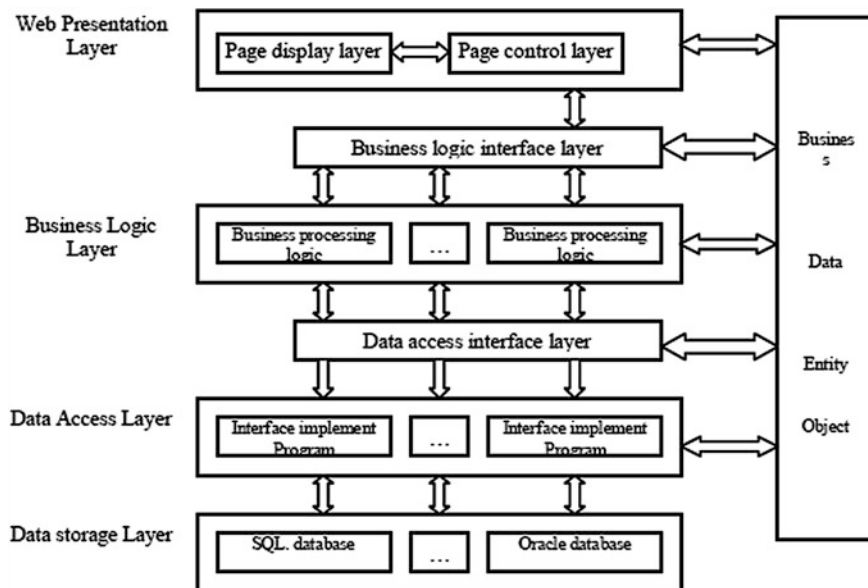 Web Presentation
Layer
Page display layer
Page control layer
Business logic interface layer
Business Logic
Layer
Business processing
logic
...
Business processing
logic
Data access interface layer
Data Access Layer
Interface implement
Program
...
Interface implement
Program
Data storage Layer
SQL. database
...
Oracle database
Busines
s
Data
Entity
Object